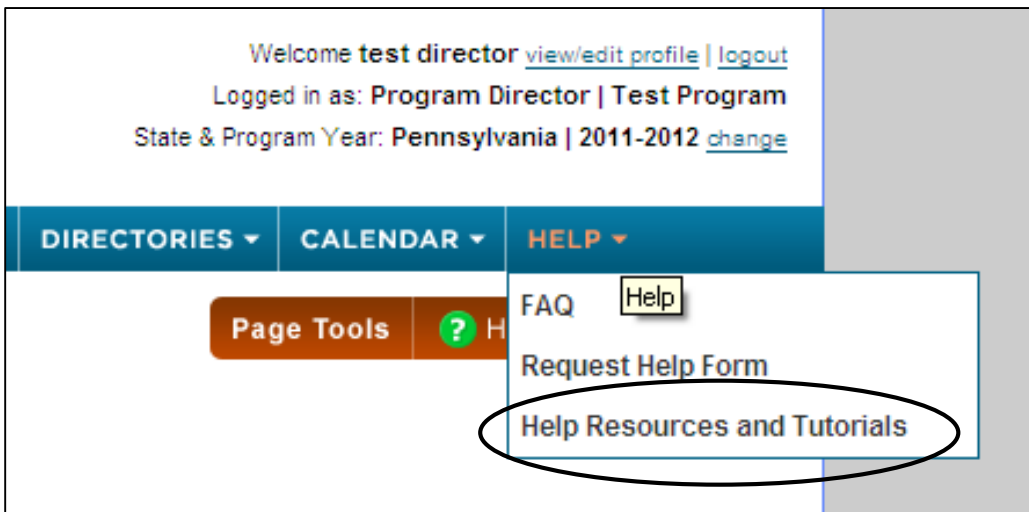 Welcome test director view/edit profile | logout
Logged in as: Program Director | Test Program
State & Program Year: Pennsylvania | 2011-2012 change
DIRECTORIES CALENDAR HELP
Help
FAQ
Page Tools ? H
Request Help Form
Help Resources and Tutorials